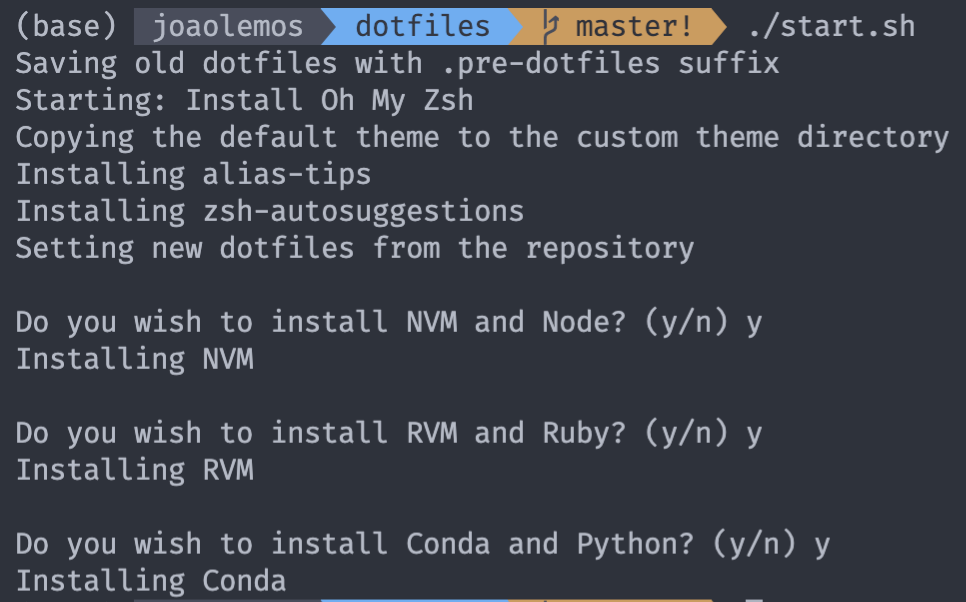 (base) joaolemos dotfiles master! ./start.sh
Saving old dotfiles with .pre-dotfiles suffix
Starting: Install Oh My Zsh
Copying the default theme to the custom theme directory
Installing alias-tips
Installing zsh-autosuggestions
Setting new dotfiles from the repository
Do you wish to install NVM and Node? (y/n) y
Installing NVM
Do you wish to install RVM and Ruby? (y/n) y
Installing RVM
Do you wish to install Conda and Python? (y/n) y
Installing Conda